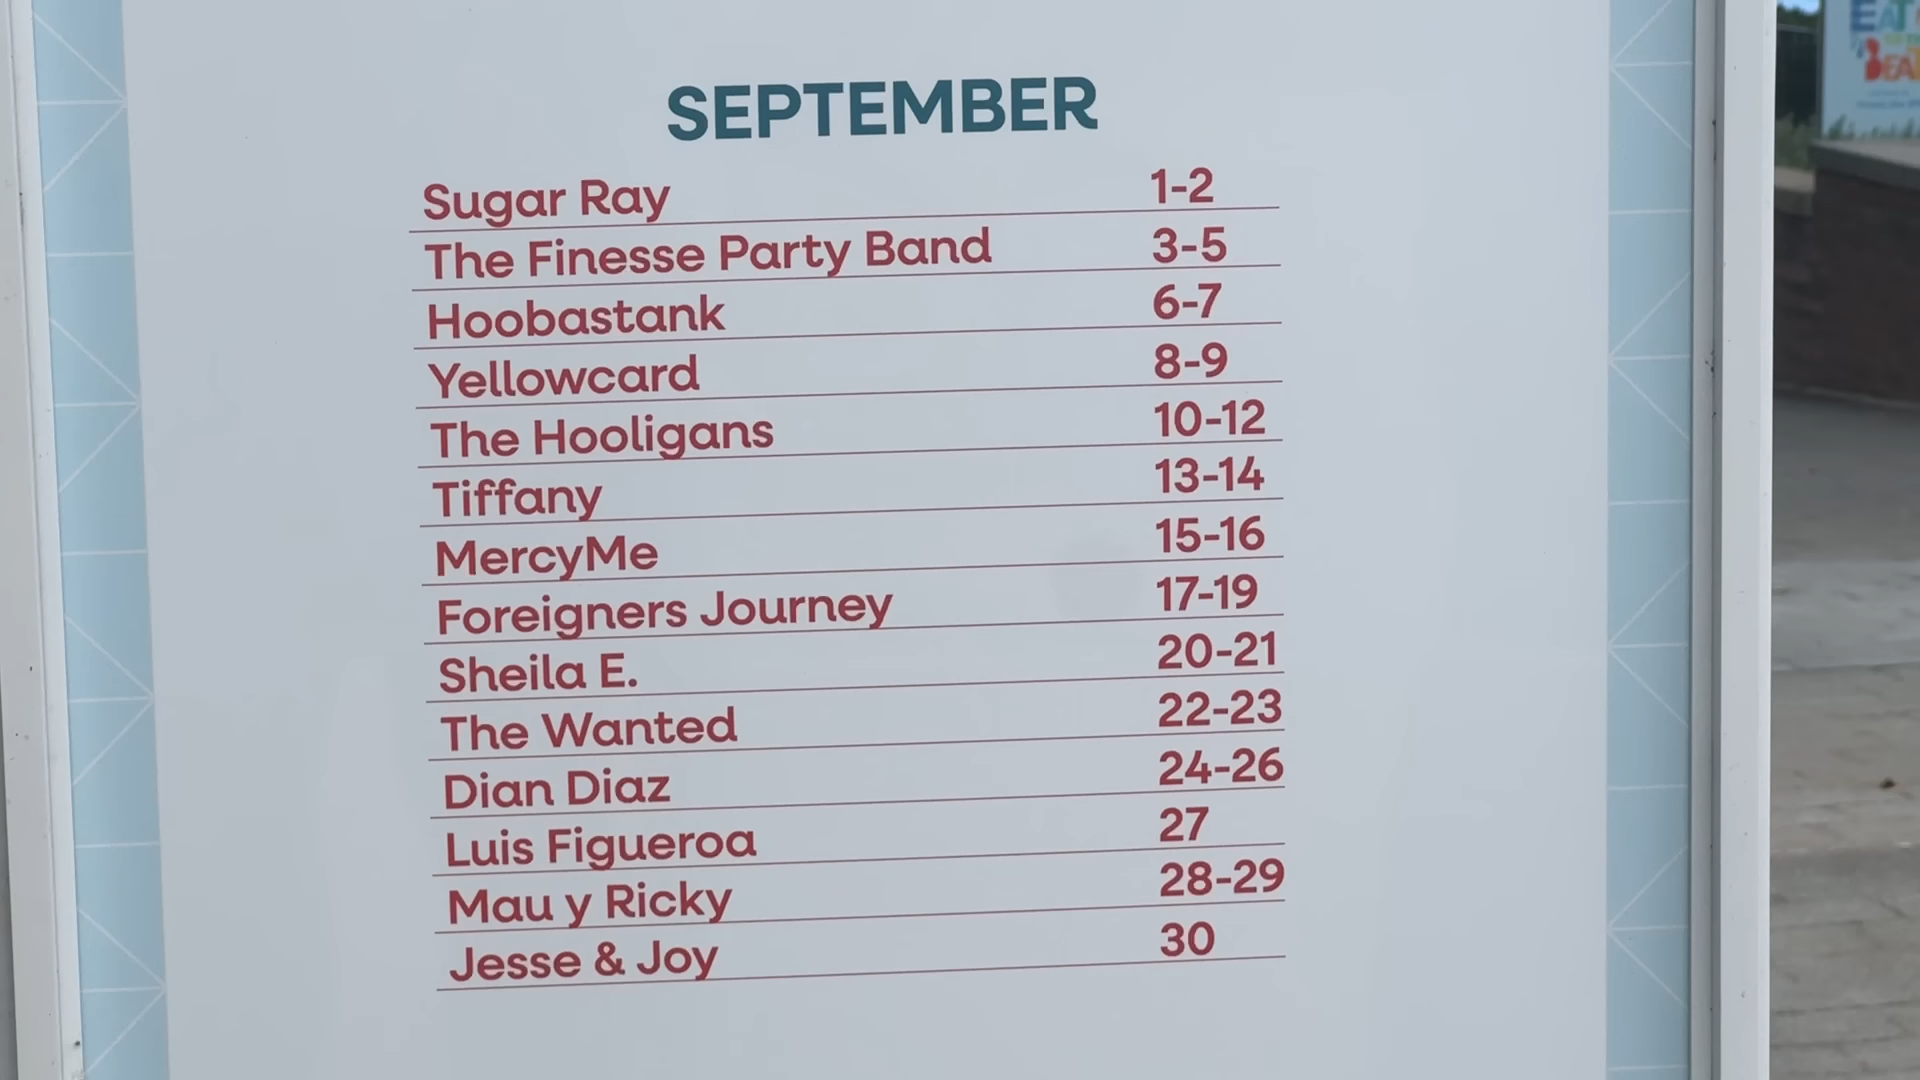 SEPTEMBER
Sugar Ray 1-2
The Finesse Party Band 3-5
Hoobastank 6-7
Yellowcard 8-9
The Hooligans 10-12
Tiffany 13-14
MercyMe 15-16
Foreigners Journey 17-19
Sheila E. 20-21
The Wanted 22-23
Dian Diaz 24-26
Luis Figueroa 27
Mau y Ricky 28-29
Jesse & Joy 30
EAT